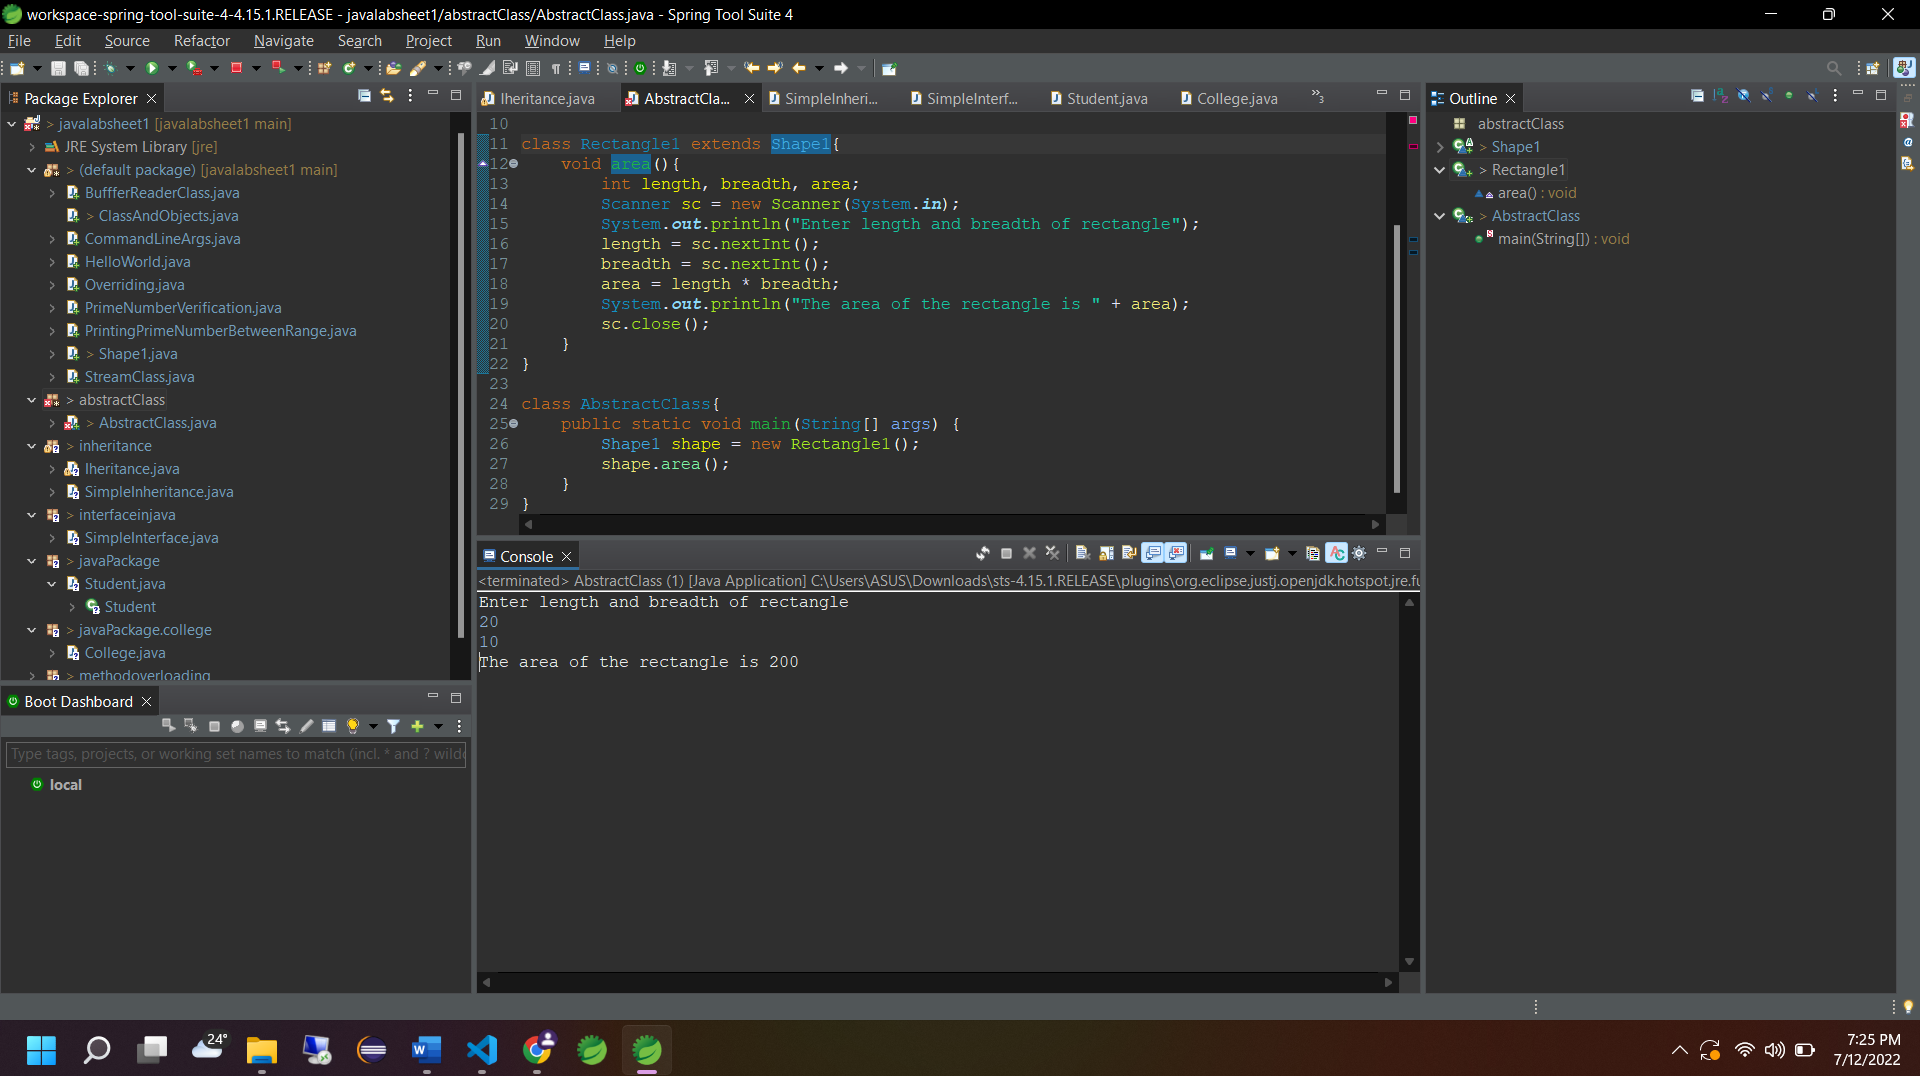 workspace-spring-tool-suite-4-4.15.1.RELEASE - javalabsheet1/abstractClass/AbstractClass.java - Spring Tool Suite 4
File Edit Source Refactor Navigate Search Project Run Window Help
Package Explorer
> javalabsheet1 [javalabsheet1 main]
JRE System Library [jre]
> (default package) [javalabsheet1 main]
BuffferReaderClass.java
> ClassAndObjects.java
CommandLineArgs.java
HelloWorld.java
Overriding.java
PrimeNumberVerification.java
PrintingPrimeNumberBetweenRange.java
> Shape1.java
StreamClass.java
> abstractClass
> AbstractClass.java
> inheritance
Iheritance.java
SimpleInheritance.java
> interfaceinjava
SimpleInterface.java
> javaPackage
Student.java
Student
> javaPackage.college
College.java
> methodoverloading
Boot Dashboard
Type tags, projects, or working set names to match (incl. * and ? wildc
local
Iheritance.java AbstractCla... SimpleInheri... SimpleInterf... Student.java College.java »3
10
11 class Rectangle1 extends Shape1{
12 void area(){
13 int length, breadth, area;
14 Scanner sc = new Scanner(System.in);
15 System.out.println("Enter length and breadth of rectangle");
16 length = sc.nextInt();
17 breadth = sc.nextInt();
18 area = length * breadth;
19 System.out.println("The area of the rectangle is " + area);
20 sc.close();
21 }
22 }
23
24 class AbstractClass{
25 public static void main(String[] args) {
26 Shape1 shape = new Rectangle1();
27 shape.area();
28 }
29 }
Console
<terminated> AbstractClass (1) [Java Application] C:\Users\ASUS\Downloads\sts-4.15.1.RELEASE\plugins\org.eclipse.justj.openjdk.hotspot.jre.fu
Enter length and breadth of rectangle
20
10
The area of the rectangle is 200
Outline
abstractClass
> Shape1
> Rectangle1
area() : void
> AbstractClass
main(String[]) : void
24°
7:25 PM
7/12/2022